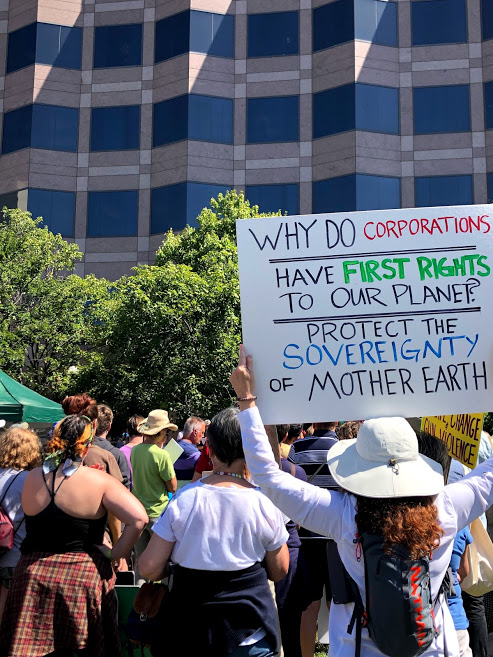 WHY DO CORPORATIONS
HAVE FIRST RIGHTS
TO OUR PLANET?
PROTECT THE
SOVEREIGNTY
OF MOTHER EARTH
CHANGE
VIOLENCE